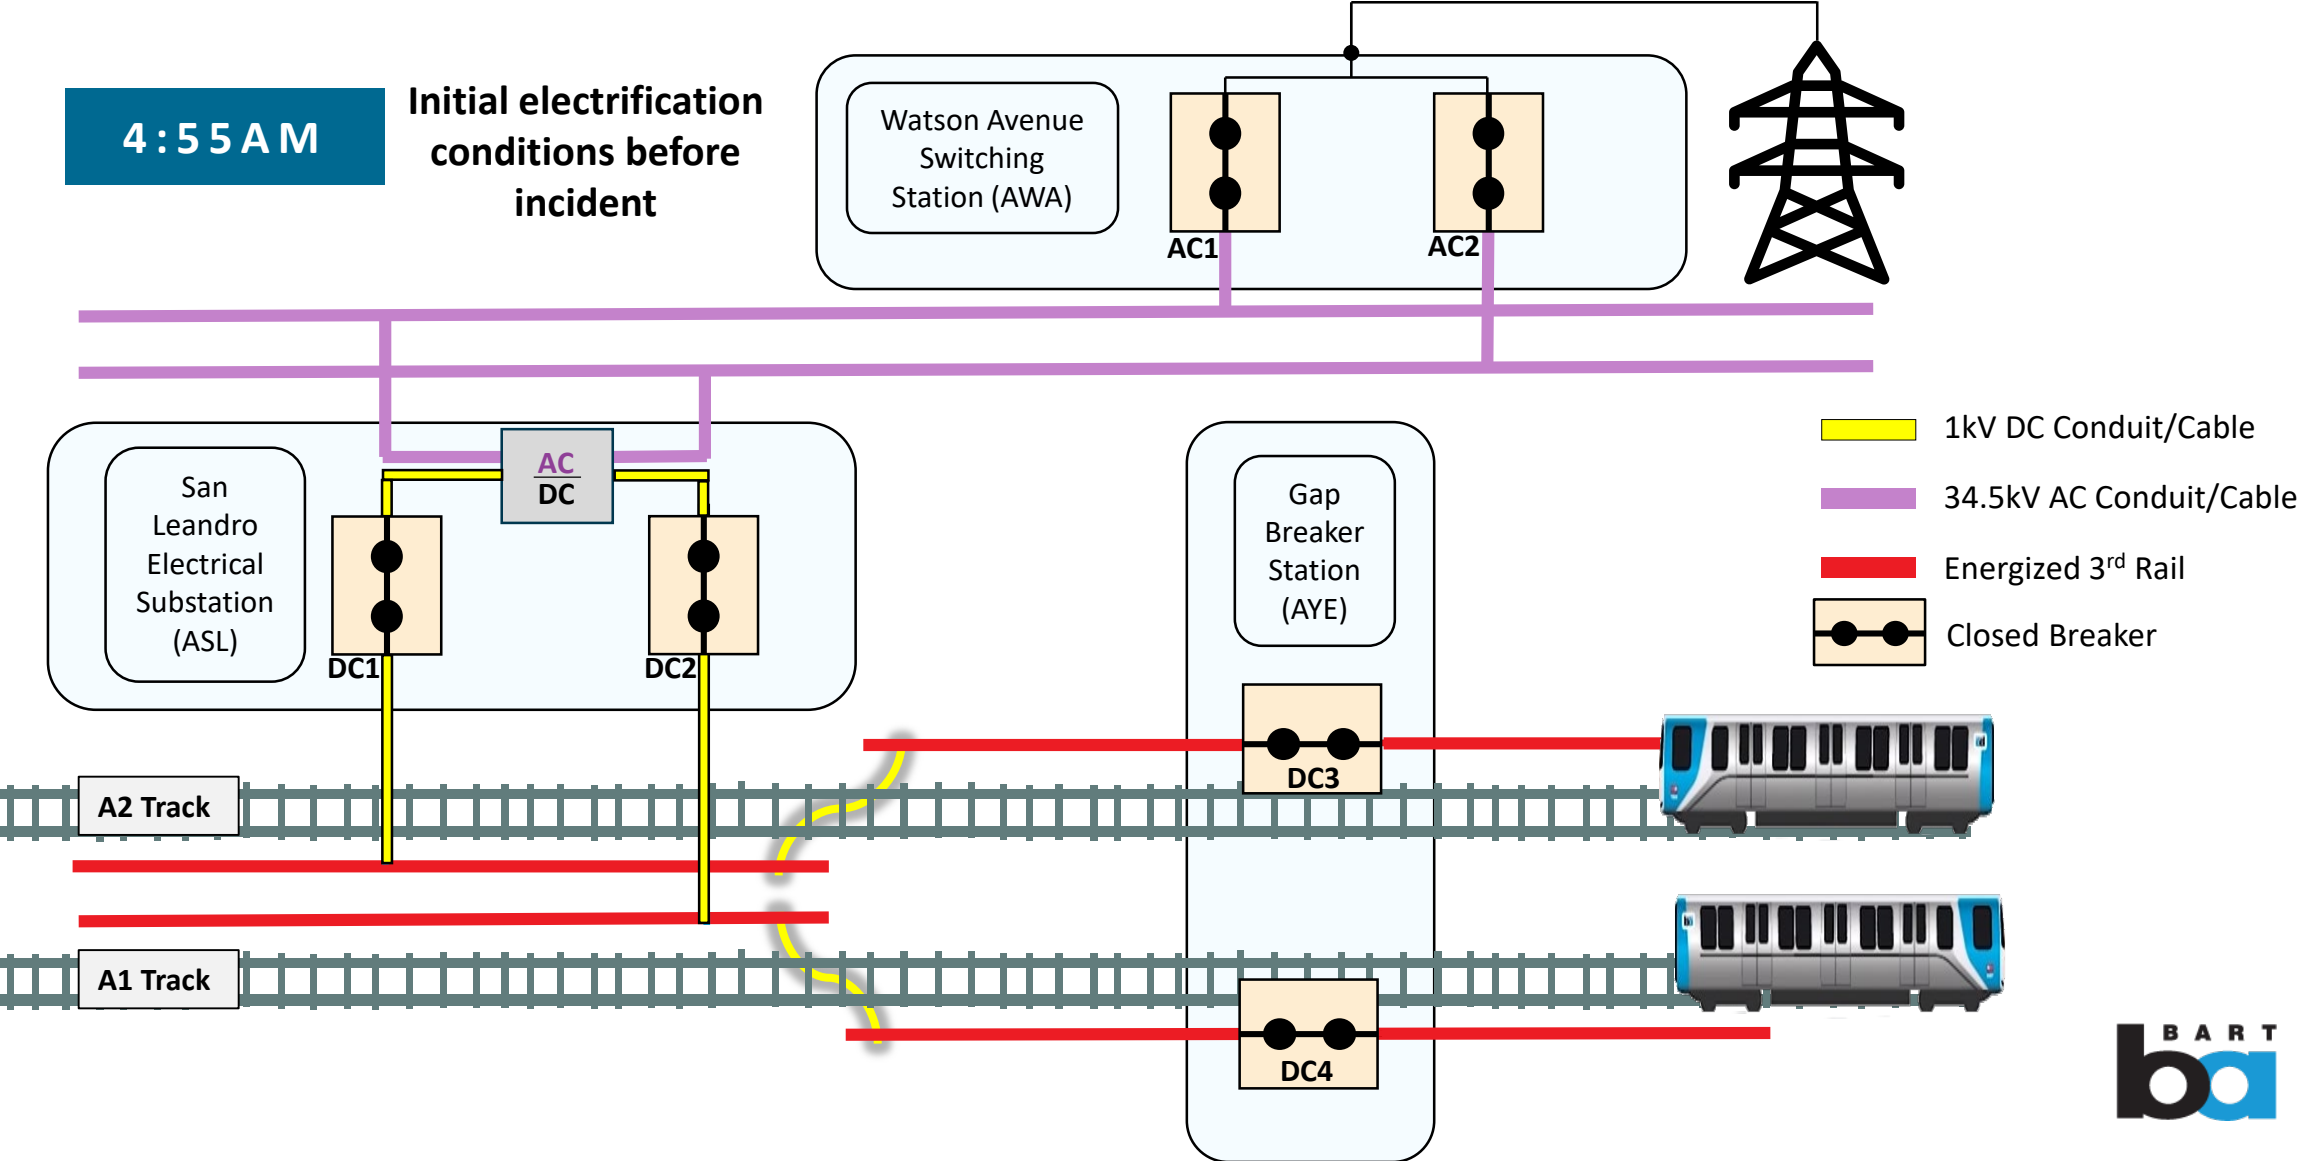 4:55AM
Initial electrification
conditions before
incident
Watson Avenue
Switching
Station (AWA)
AC1
AC2
San
Leandro
Electrical
Substation
(ASL)
AC
DC
DC1
DC2
Gap
Breaker
Station
(AYE)
1kV DC Conduit/Cable
34.5kV AC Conduit/Cable
Energized 3rd Rail
Closed Breaker
DC3
A2 Track
A1 Track
DC4
BART
ba